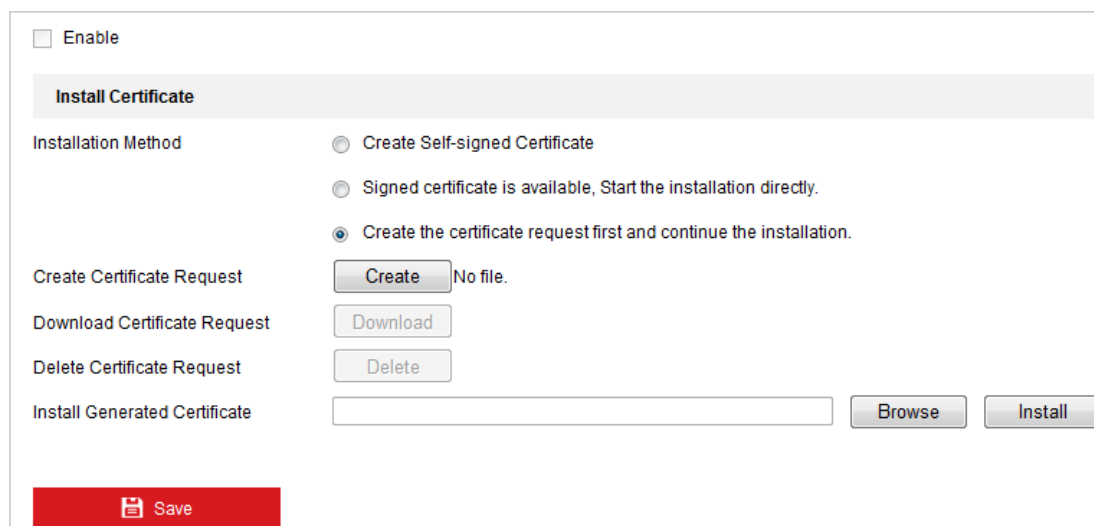 Enable
Install Certificate
Installation Method
Create Self-signed Certificate
Signed certificate is available, Start the installation directly.
Create the certificate request first and continue the installation.
Create Certificate Request Create No file.
Download Certificate Request Download
Delete Certificate Request Delete
Install Generated Certificate Browse Install
Save